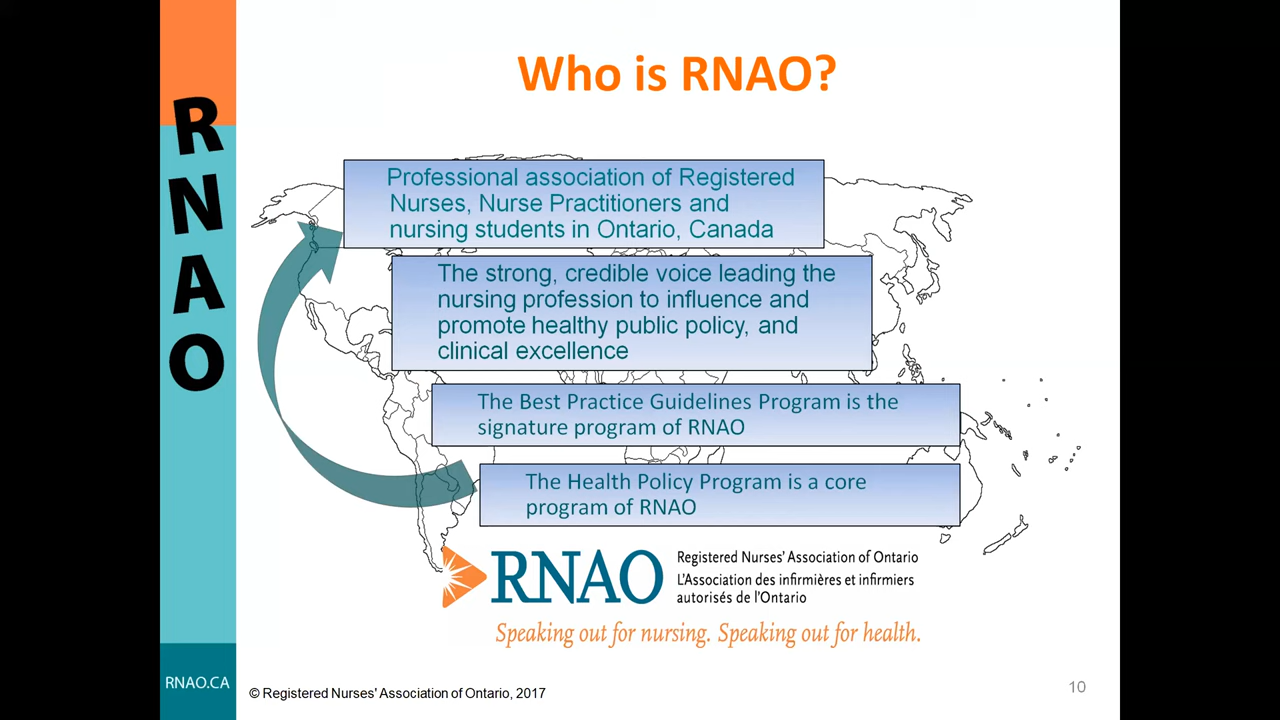 Who is RNAO?
R
N
A
O
Professional association of Registered
Nurses, Nurse Practitioners and
nursing students in Ontario, Canada
The strong, credible voice leading the
nursing profession to influence and
promote healthy public policy, and
clinical excellence
The Best Practice Guidelines Program is the
signature program of RNAO
The Health Policy Program is a core
program of RNAO
RNAO
Registered Nurses' Association of Ontario
L'Association des infirmières et infirmiers
autorisés de l'Ontario
Speaking out for nursing. Speaking out for health.
RNAO.CA
© Registered Nurses' Association of Ontario, 2017
10